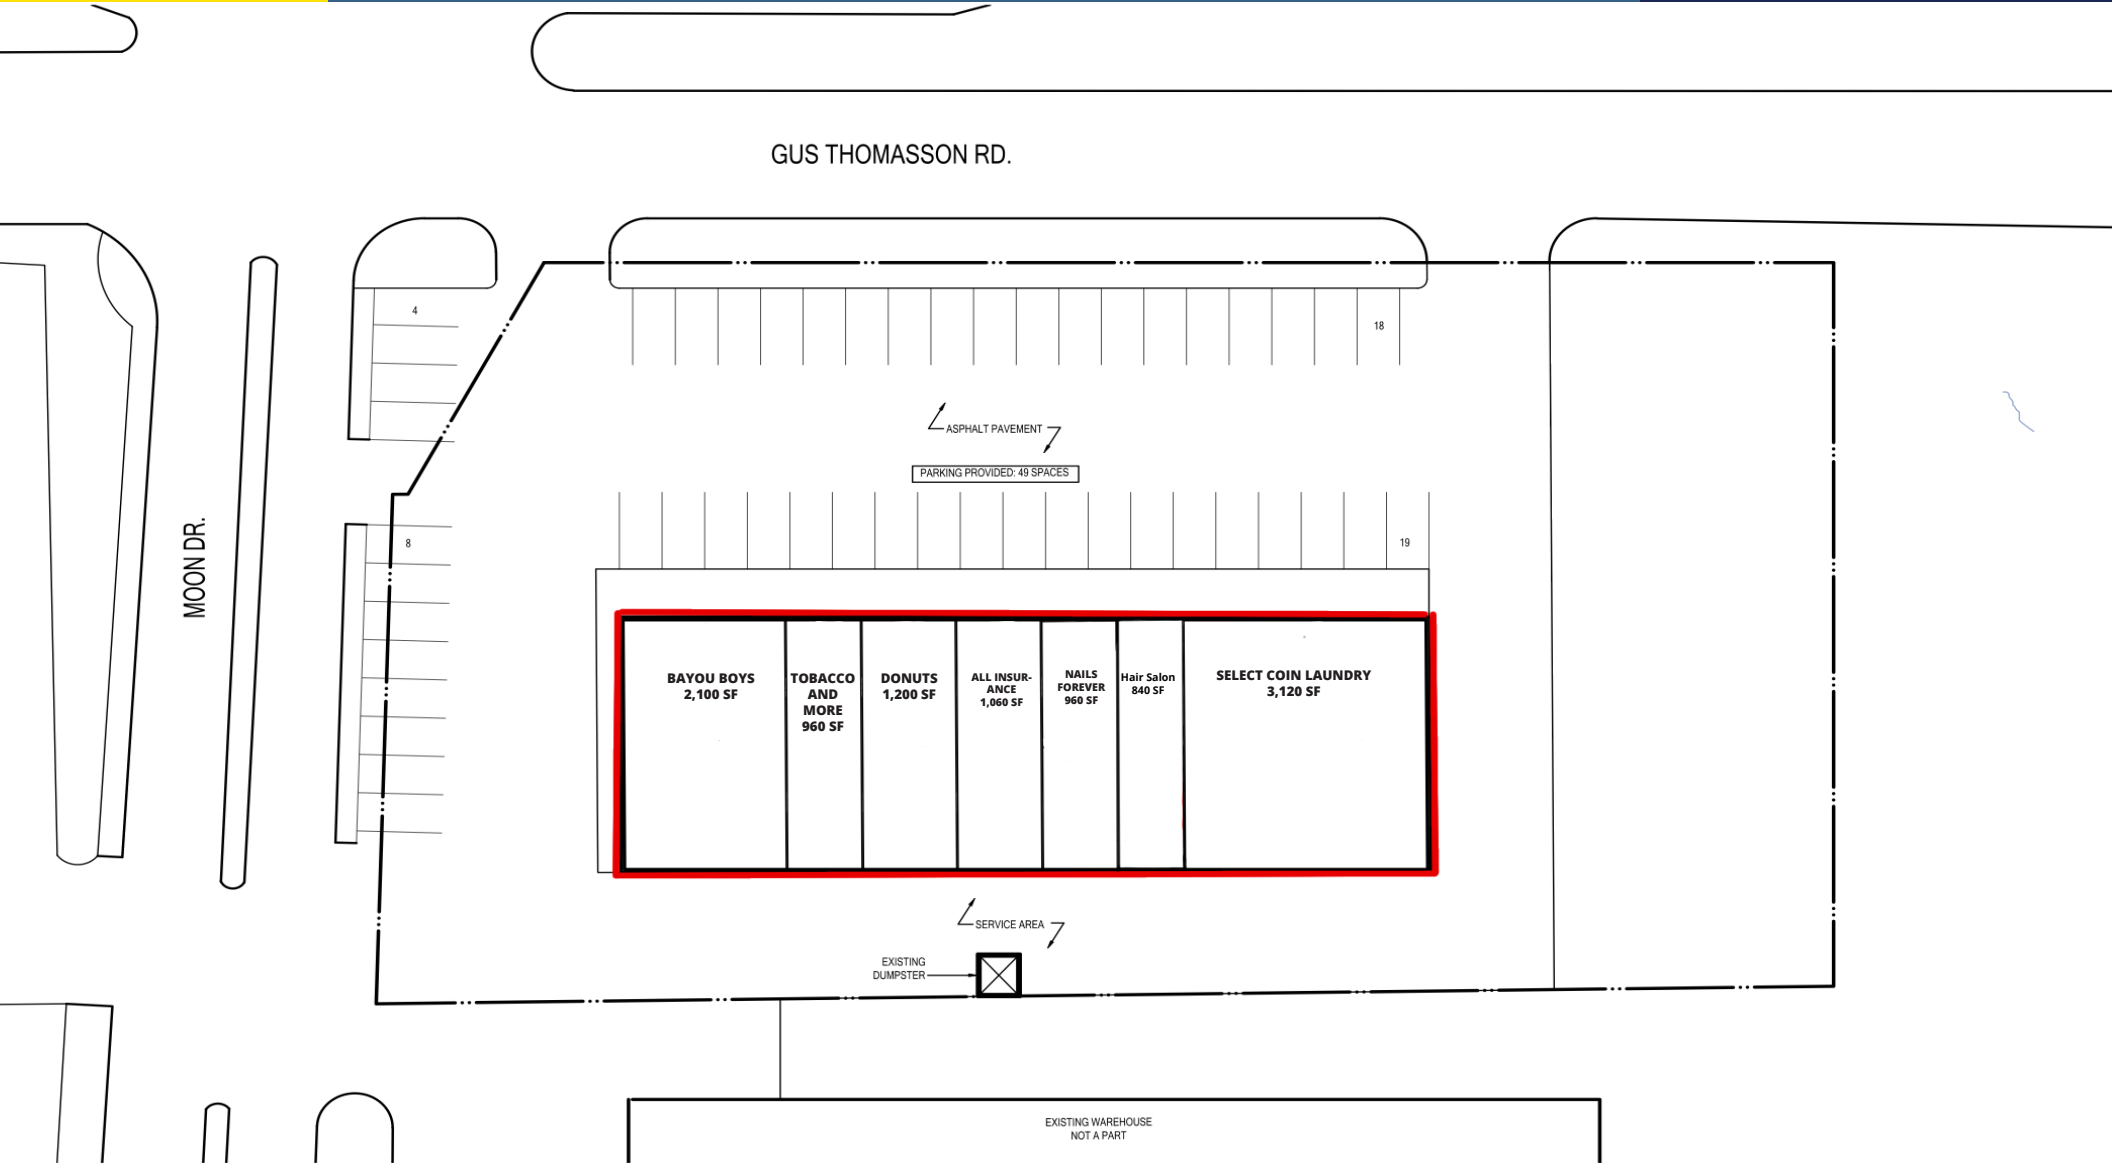 GUS THOMASSON RD.
4
18
ASPHALT PAVEMENT
PARKING PROVIDED: 49 SPACES
MOON DR.
8
19
BAYOU BOYS
2,100 SF
TOBACCO
AND
MORE
960 SF
DONUTS
1,200 SF
ALL INSUR-
ANCE
1,060 SF
NAILS
FOREVER
960 SF
Hair Salon
840 SF
SELECT COIN LAUNDRY
3,120 SF
SERVICE AREA
EXISTING
DUMPSTER
EXISTING WAREHOUSE
NOT A PART